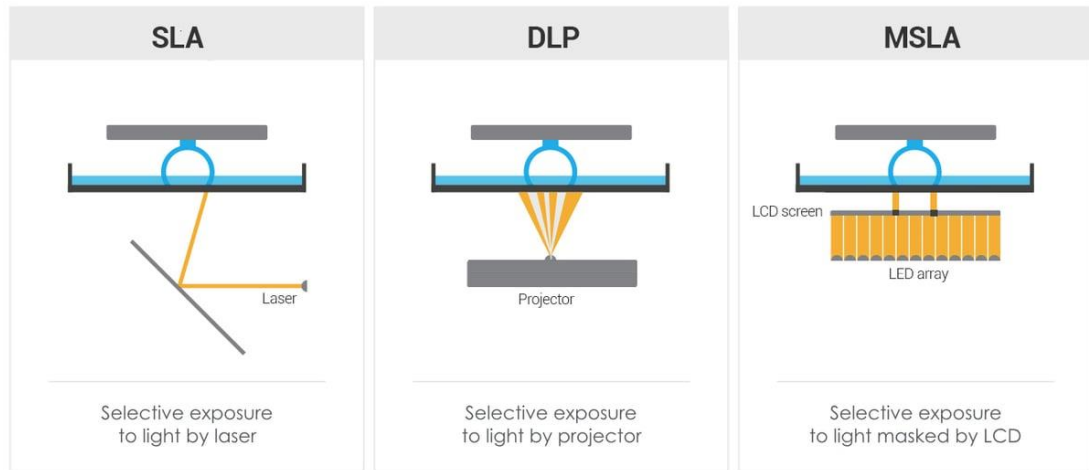 SLA
Laser
Selective exposure
to light by laser
DLP
Projector
Selective exposure
to light by projector
MSLA
LCD screen
LED array
Selective exposure
to light masked by LCD